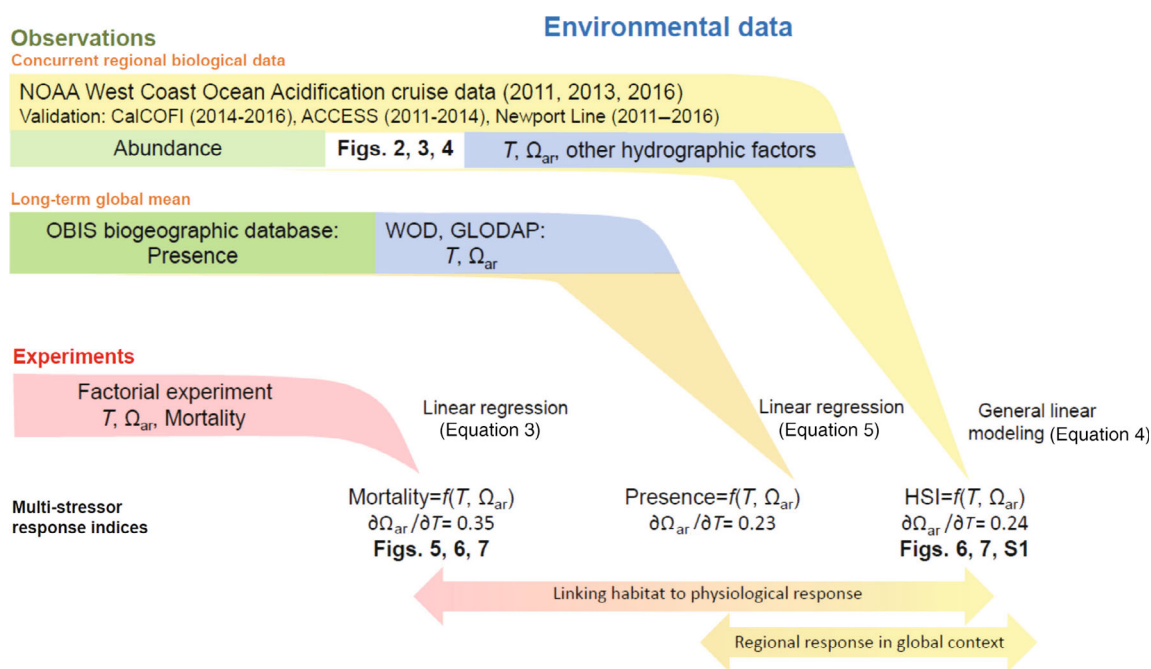 Environmental data
Observations
Concurrent regional biological data
NOAA West Coast Ocean Acidification cruise data (2011, 2013, 2016)
Validation: CalCOFI (2014-2016), ACCESS (2011-2014), Newport Line (2011–2016)
Abundance
Figs. 2, 3, 4
T, Ωar, other hydrographic factors
Long-term global mean
OBIS biogeographic database:
Presence
WOD, GLODAP:
T, Ωar
Experiments
Factorial experiment
T, Ωar, Mortality
Linear regression
(Equation 3)
Linear regression
(Equation 5)
General linear
modeling (Equation 4)
Multi-stressor
response indices
Mortality=f(T, Ωar)
∂Ωar/∂T= 0.35
Figs. 5, 6, 7
Presence=f(T, Ωar)
∂Ωar/∂T= 0.23
HSI=f(T, Ωar)
∂Ωar/∂T= 0.24
Figs. 6, 7, S1
Linking habitat to physiological response
Regional response in global context